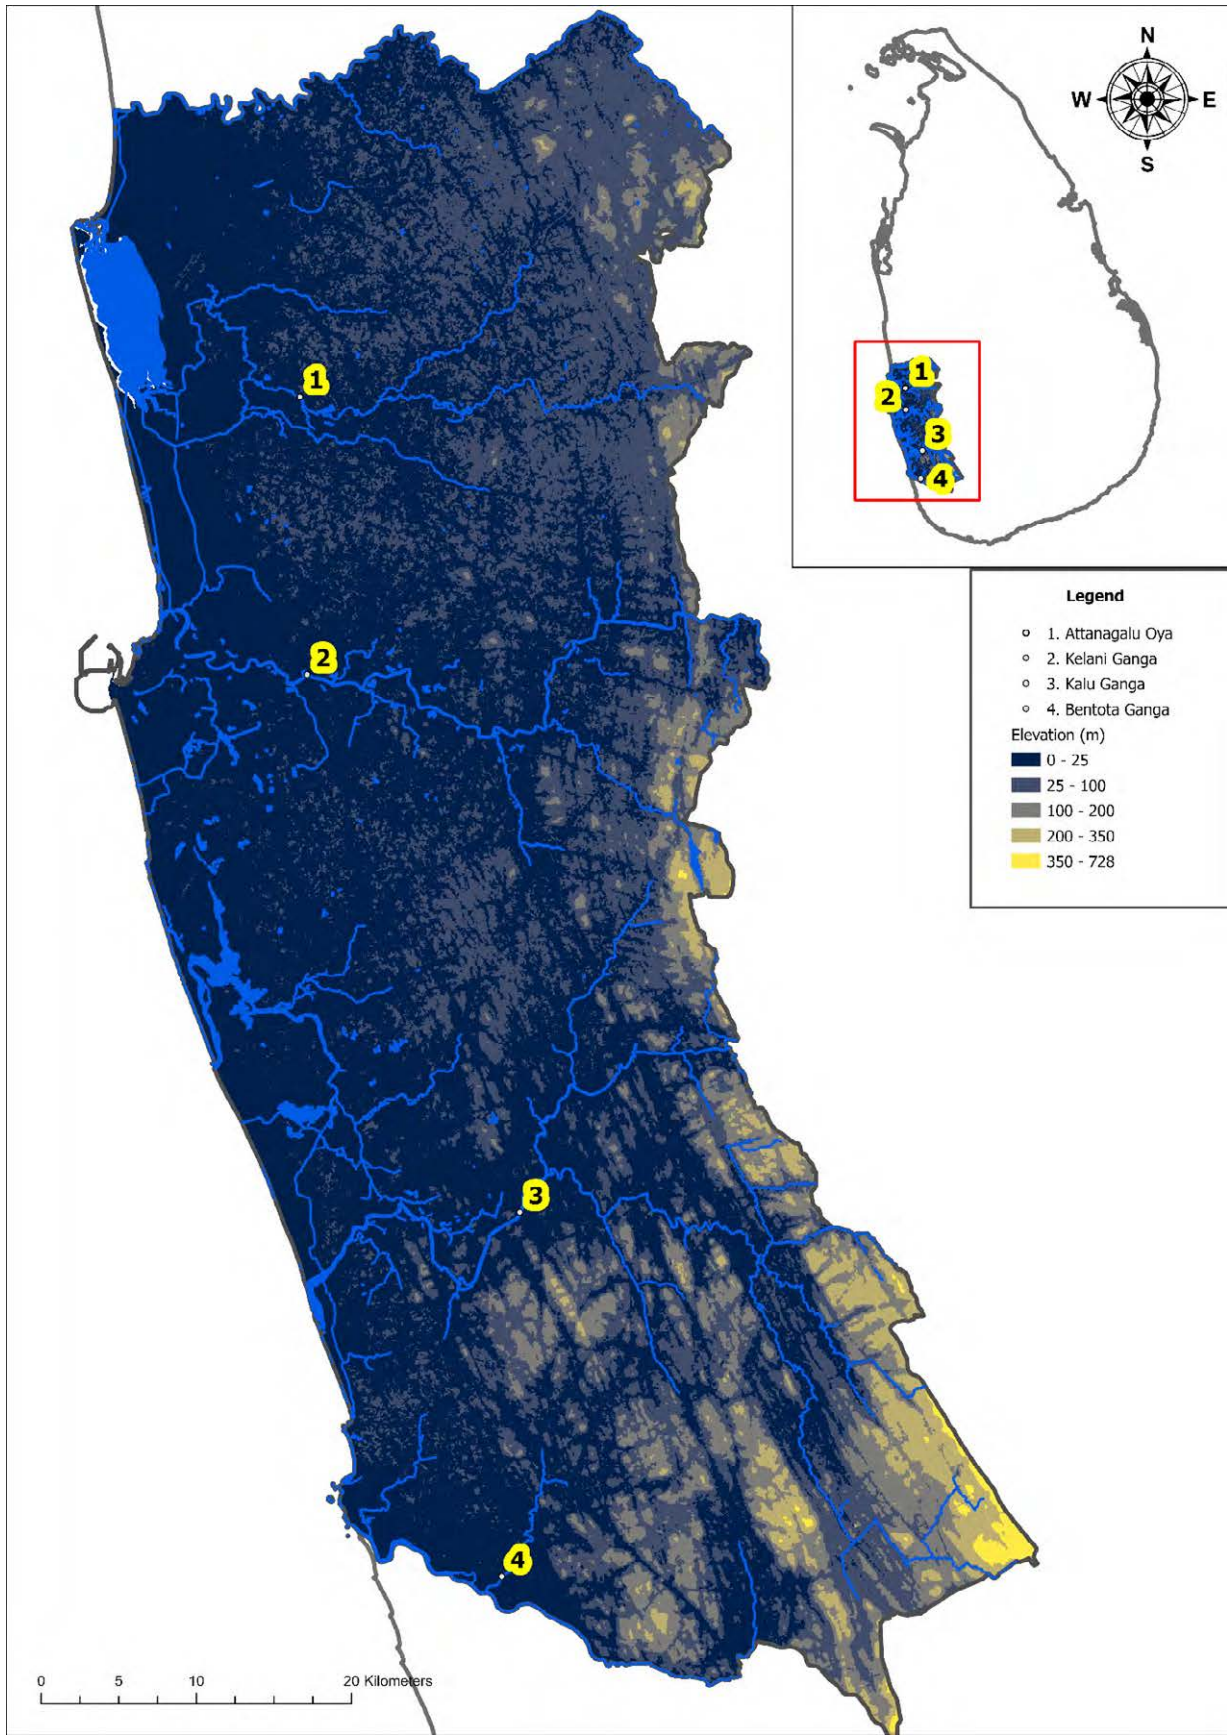 N
W E
S
1
2
3
4
1
2
3
4
Legend
1. Attanagalu Oya
2. Kelani Ganga
3. Kalu Ganga
4. Bentota Ganga
Elevation (m)
0 - 25
25 - 100
100 - 200
200 - 350
350 - 728
0 5 10 20 Kilometers